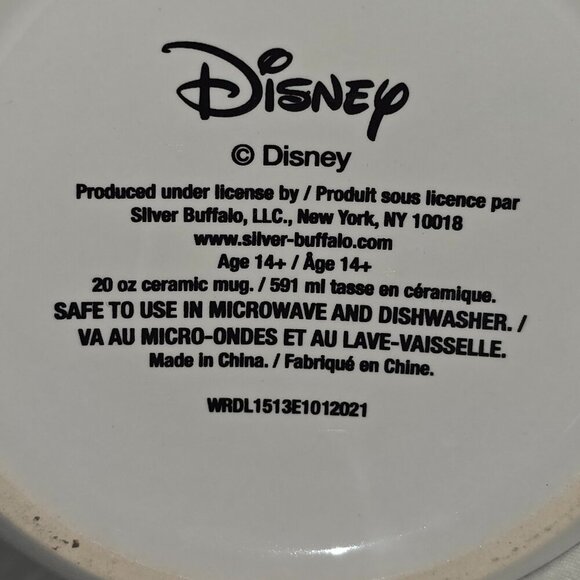 Disney
© Disney
Produced under license by / Produit sous licence par
Silver Buffalo, LLC., New York, NY 10018
www.silver-buffalo.com
Age 14+ / Âge 14+
20 oz ceramic mug. / 591 ml tasse en céramique.
SAFE TO USE IN MICROWAVE AND DISHWASHER. /
VA AU MICRO-ONDES ET AU LAVE-VAISSELLE.
Made in China. / Fabriqué en Chine.
WRDL1513E1012021